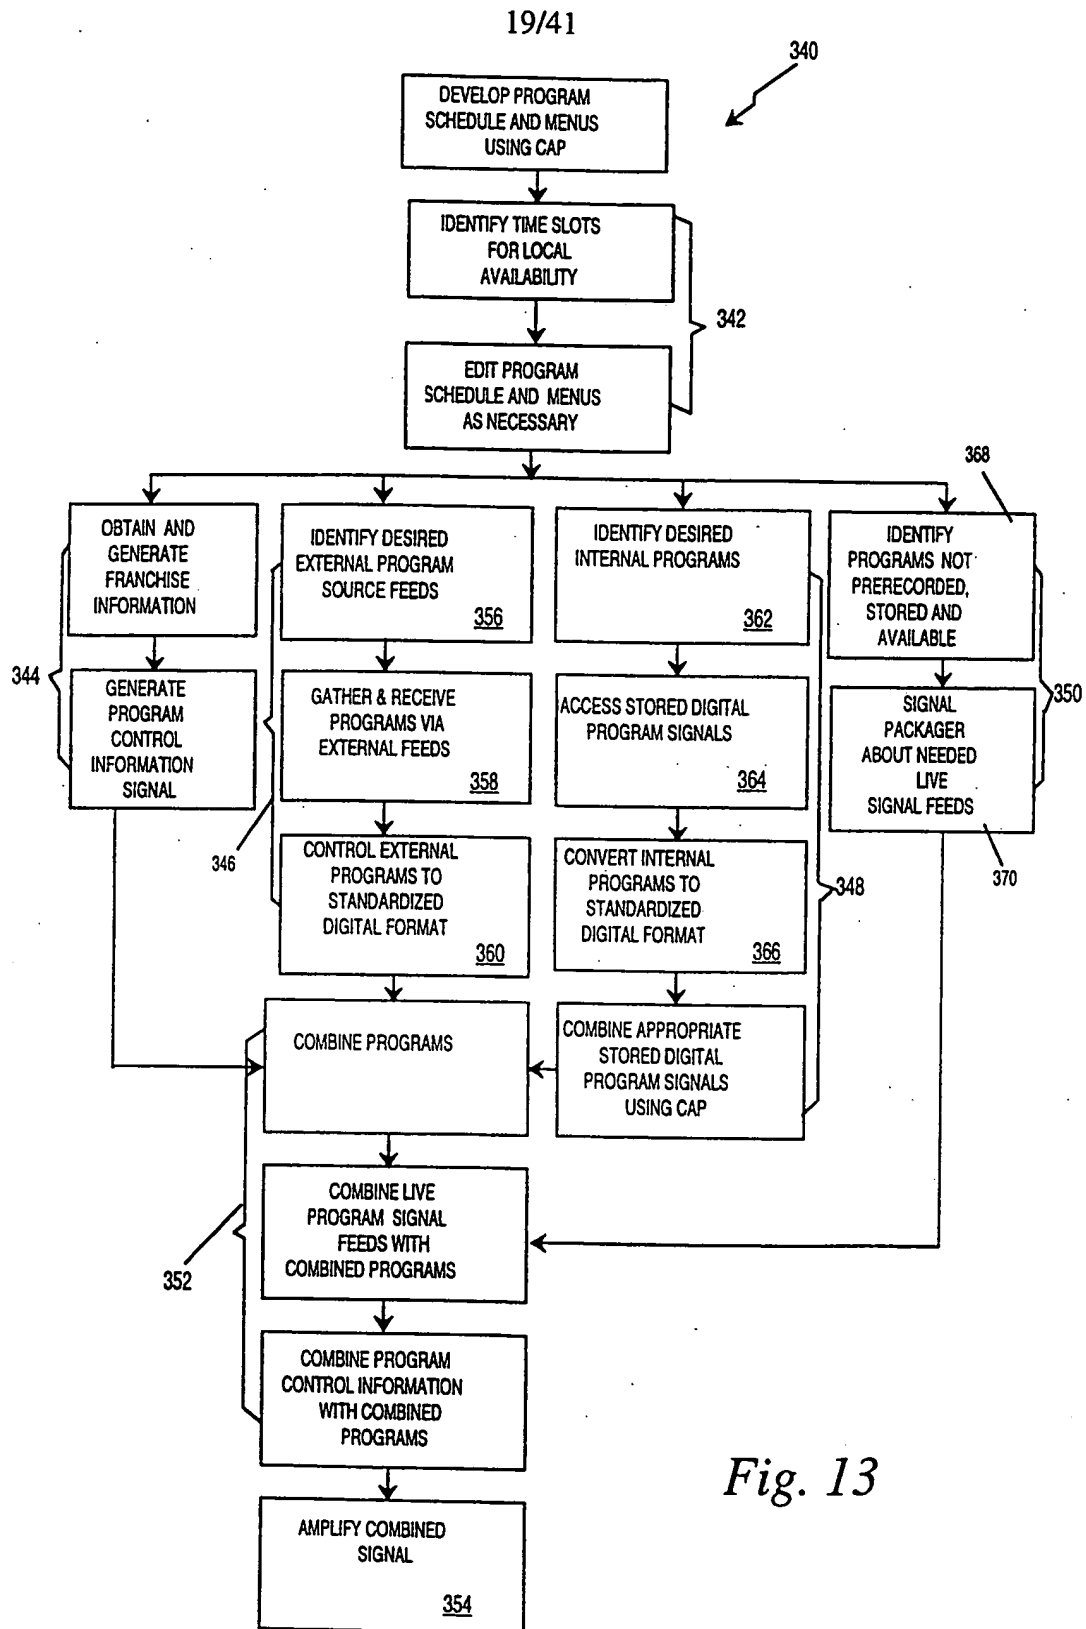 19/41
340
DEVELOP PROGRAM
SCHEDULE AND MENUS
USING CAP
IDENTIFY TIME SLOTS
FOR LOCAL
AVAILABILITY
342
EDIT PROGRAM
SCHEDULE AND MENUS
AS NECESSARY
368
OBTAIN AND
GENERATE
FRANCHISE
INFORMATION
344
GENERATE
PROGRAM
CONTROL
INFORMATION
SIGNAL
IDENTIFY DESIRED
EXTERNAL PROGRAM
SOURCE FEEDS
356
GATHER & RECEIVE
PROGRAMS VIA
EXTERNAL FEEDS
358
346
CONTROL EXTERNAL
PROGRAMS TO
STANDARDIZED
DIGITAL FORMAT
360
IDENTIFY DESIRED
INTERNAL PROGRAMS
362
ACCESS STORED DIGITAL
PROGRAM SIGNALS
364
CONVERT INTERNAL
PROGRAMS TO
STANDARDIZED
DIGITAL FORMAT
366
348
COMBINE APPROPRIATE
STORED DIGITAL
PROGRAM SIGNALS
USING CAP
IDENTIFY
PROGRAMS NOT
PRERECORDED,
STORED AND
AVAILABLE
350
SIGNAL
PACKAGER
ABOUT NEEDED
LIVE
SIGNAL FEEDS
370
COMBINE PROGRAMS
COMBINE LIVE
PROGRAM SIGNAL
FEEDS WITH
COMBINED PROGRAMS
352
COMBINE PROGRAM
CONTROL INFORMATION
WITH COMBINED
PROGRAMS
AMPLIFY COMBINED
SIGNAL
354
Fig. 13